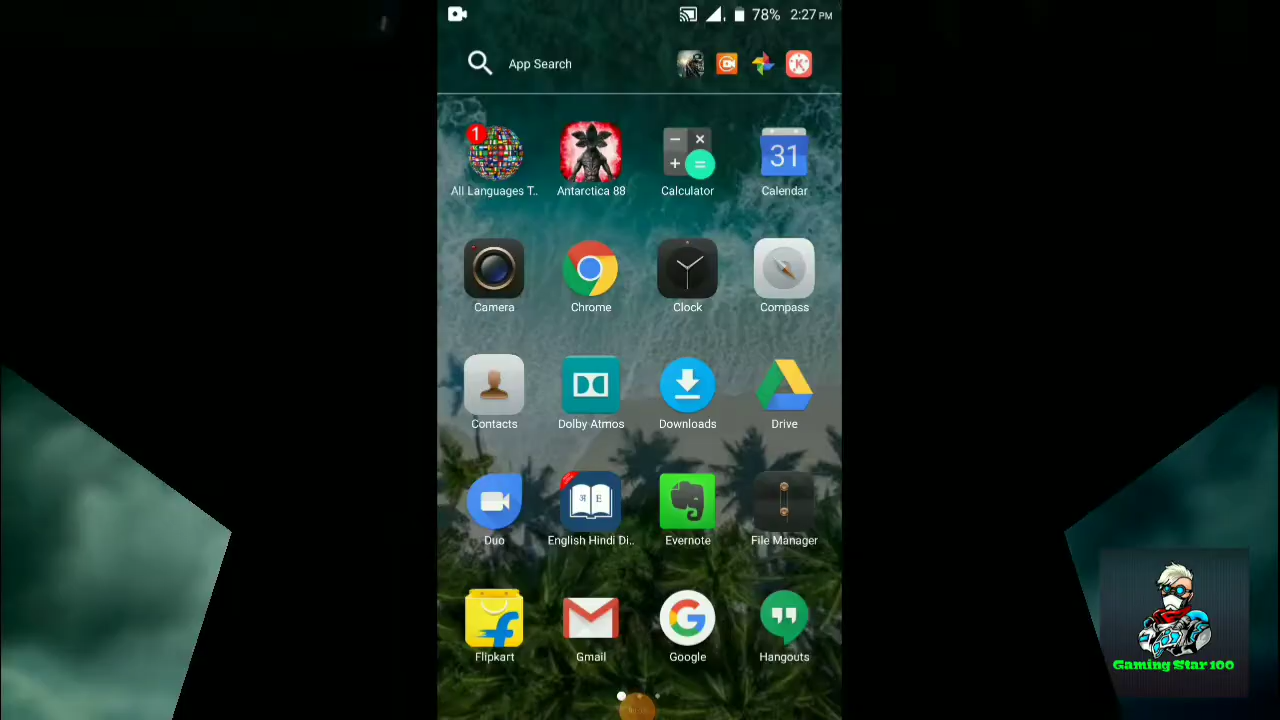 78% 2:27 PM
App Search
1
31
All Languages T..
Antarctica 88
Calculator
Calendar
Camera
Chrome
Clock
Compass
Contacts
Dolby Atmos
Downloads
Drive
अ E
Duo
English Hindi Di..
Evernote
File Manager
Flipkart
Gmail
Google
Hangouts
Gaming Star 100